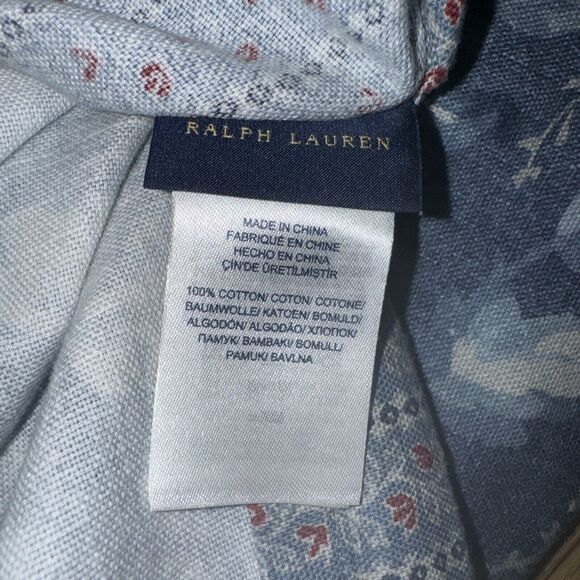 RALPH LAUREN
MADE IN CHINA
FABRIQUÉ EN CHINE
HECHO EN CHINA
ÇİN'DE ÜRETİLMİŞTİR
100% COTTON/ COTON/ COTONE/
BAUMWOLLE/ KATOEN/ BOMULD/
ALGODÓN/ ALGODÃO/ ХЛОПОК/
ПАМУК/ ΒΑΜΒΑΚΙ/ BOMULL/
PAMUK/ BAVLNA